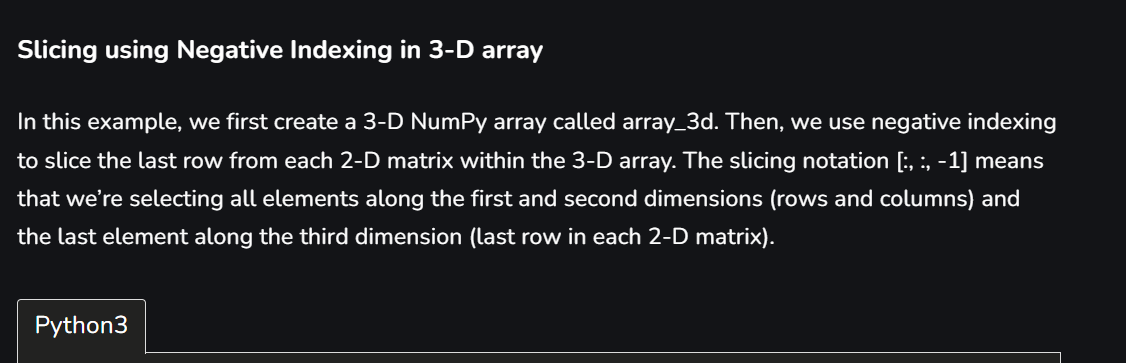 Slicing using Negative Indexing in 3-D array
In this example, we first create a 3-D NumPy array called array_3d. Then, we use negative indexing
to slice the last row from each 2-D matrix within the 3-D array. The slicing notation [:, :, -1] means
that we’re selecting all elements along the first and second dimensions (rows and columns) and
the last element along the third dimension (last row in each 2-D matrix).
Python3